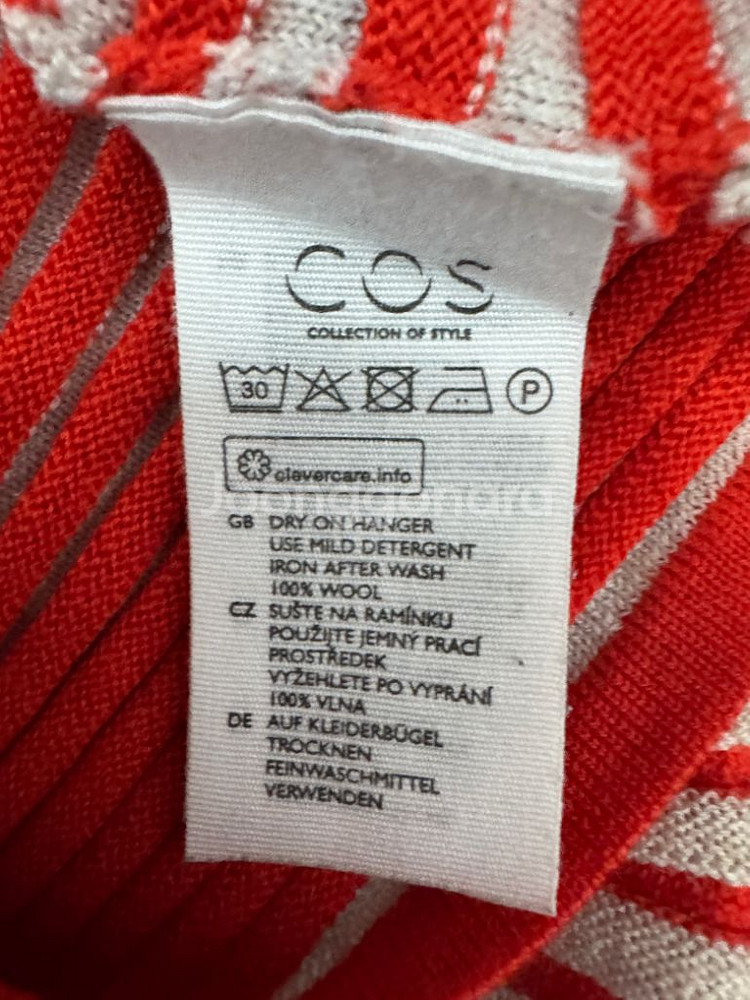 COS
COLLECTION OF STYLE
30
P
clevercare.info
GB DRY ON HANGER
USE MILD DETERGENT
IRON AFTER WASH
100% WOOL
CZ SUŠTE NA RAMÍNKU
POUŽIJTE JEMNÝ PRACÍ
PROSTŘEDEK
VYŽEHLETE PO VYPRÁNÍ
100% VLNA
DE AUF KLEIDERBÜGEL
TROCKNEN
FEINWASCHMITTEL
VERWENDEN